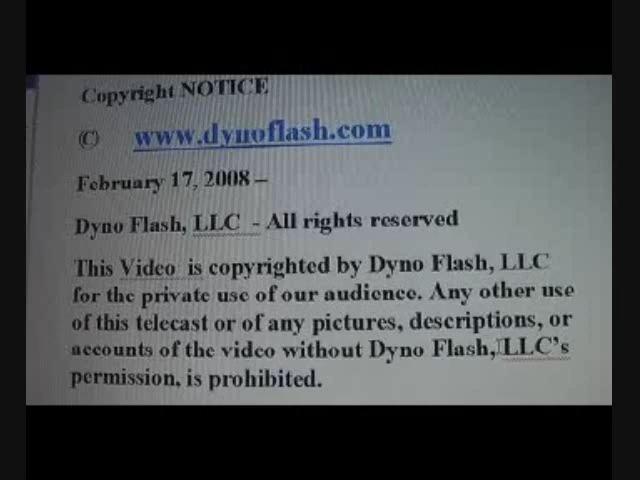 Copyright NOTICE
(C) www.dynoflash.com
February 17, 2008 –
Dyno Flash, LLC - All rights reserved
This Video is copyrighted by Dyno Flash, LLC
for the private use of our audience. Any other use
of this telecast or of any pictures, descriptions, or
accounts of the video without Dyno Flash, LLC's
permission, is prohibited.